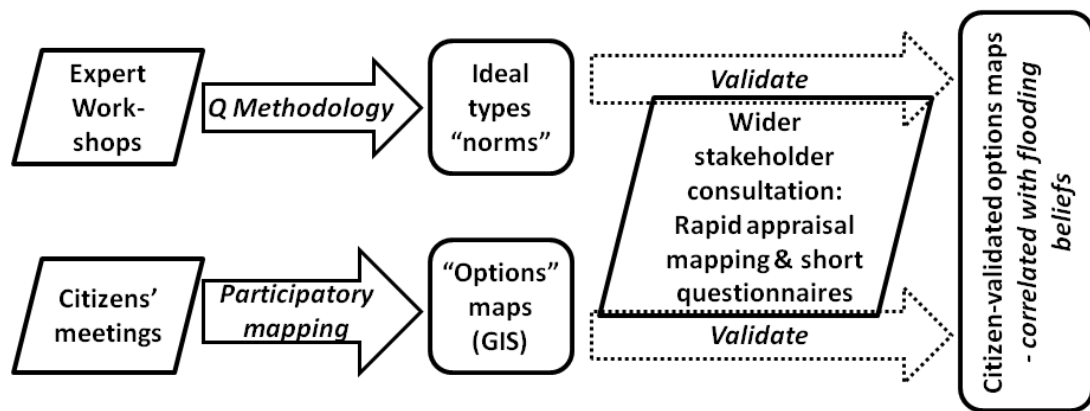 Expert
Work-
shops
Q Methodology
Ideal
types
“norms”
Validate
Citizens’
meetings
Participatory
mapping
“Options”
maps
(GIS)
Wider
stakeholder
consultation:
Rapid appraisal
mapping & short
questionnaires
Validate
Citizen-validated options maps
- correlated with flooding
beliefs